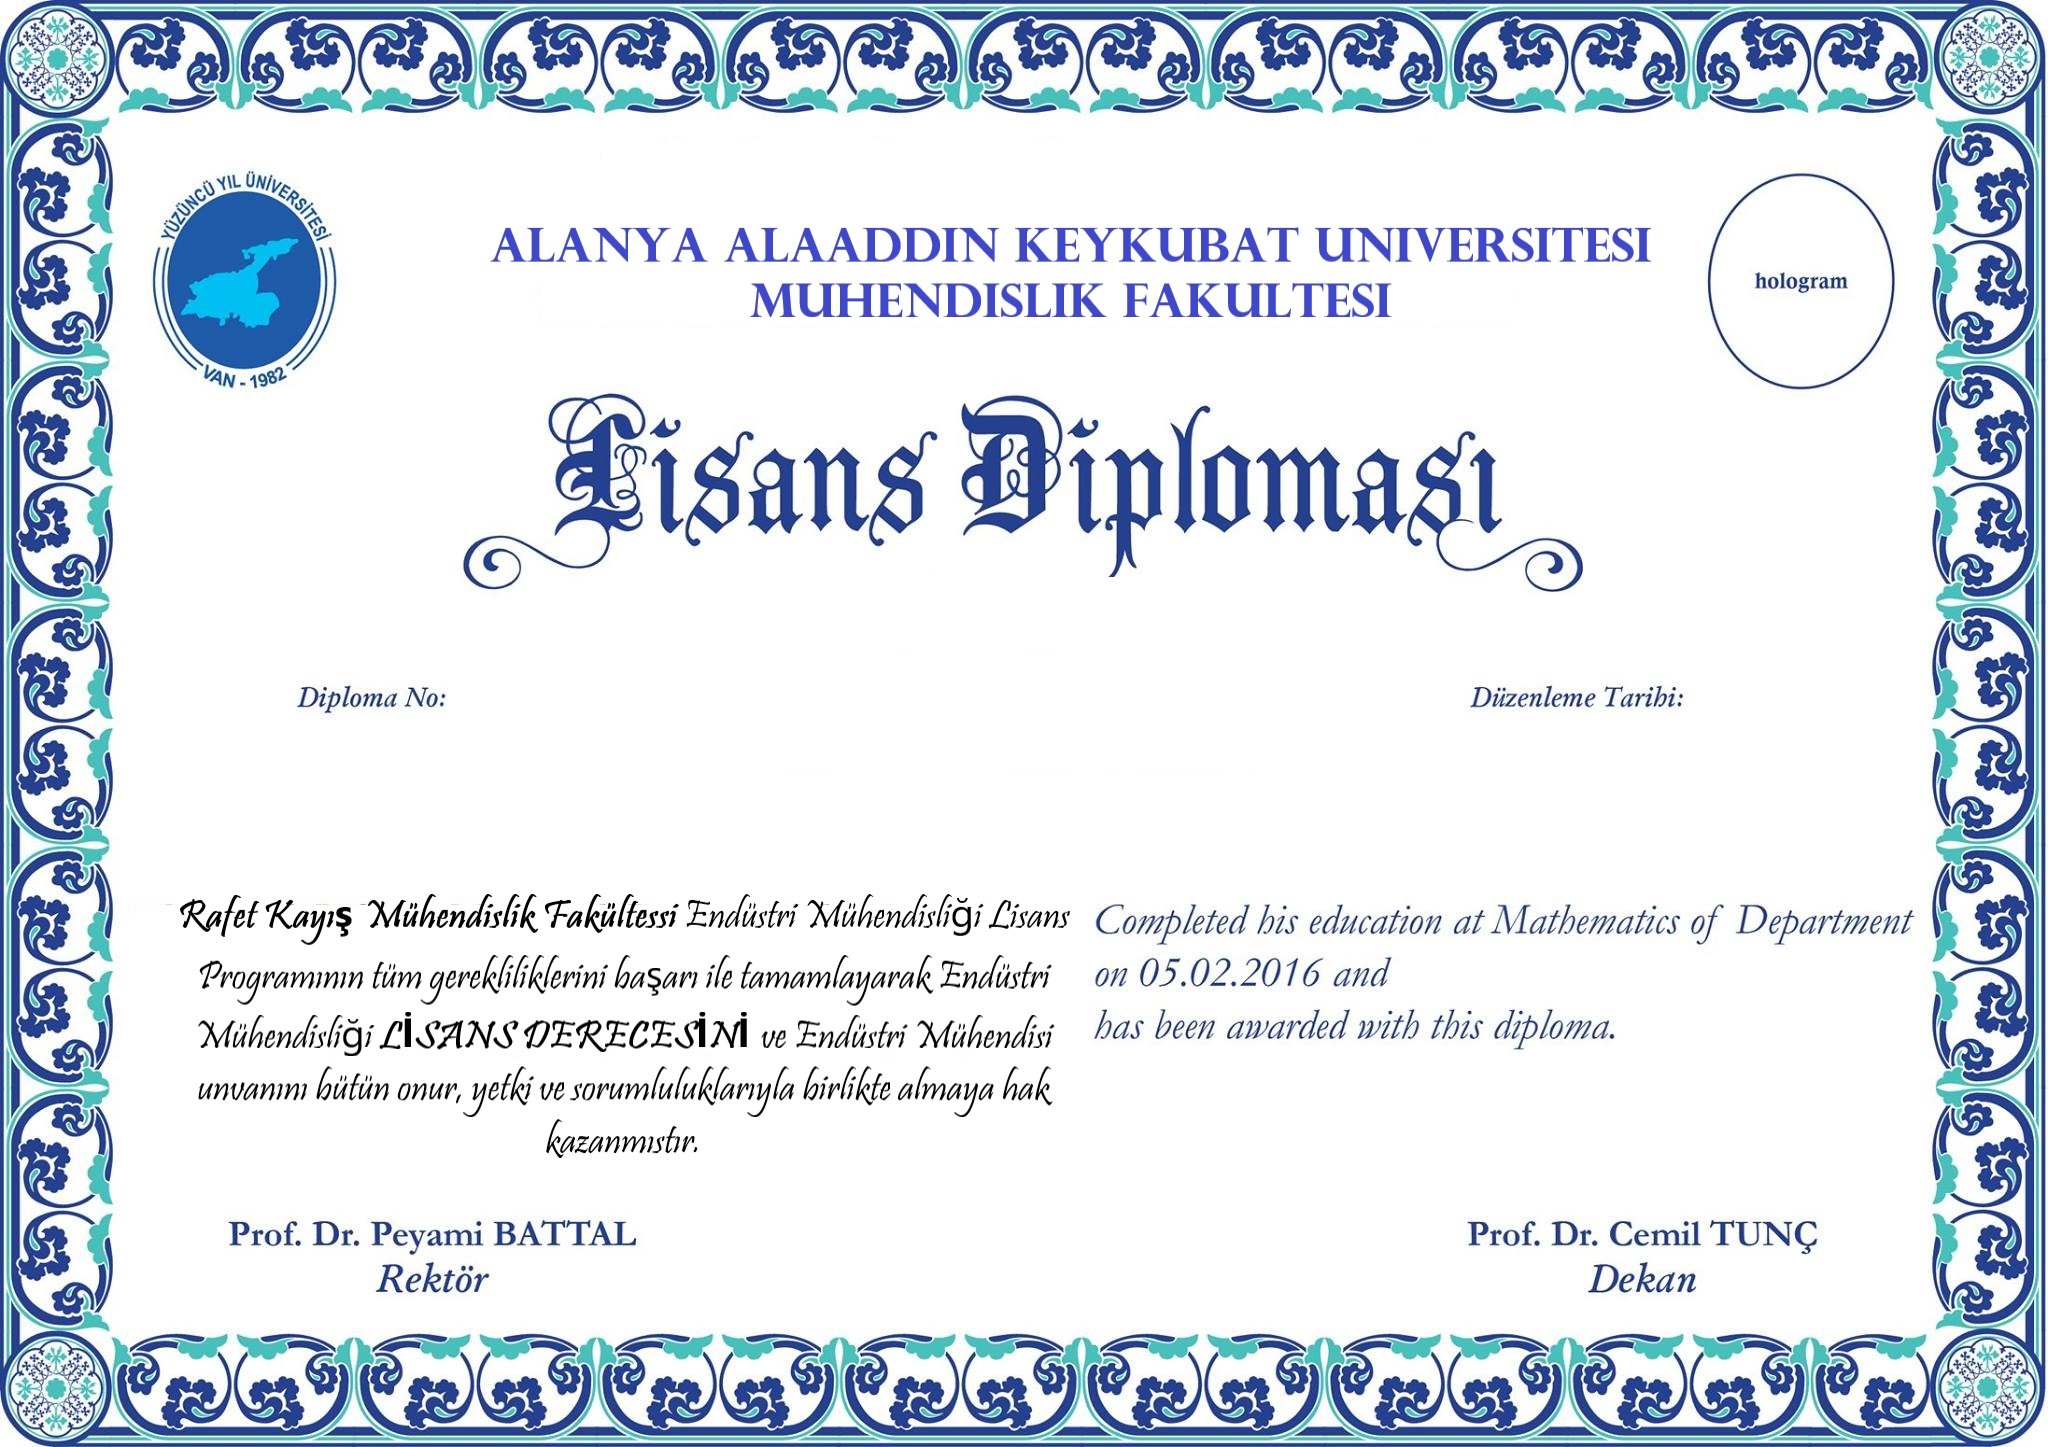 YÜZÜNCÜ YIL ÜNİVERSİTESİ
VAN - 1982
ALANYA ALAADDIN KEYKUBAT UNIVERSITESI
MUHENDISLIK FAKULTESI
hologram
Lisans Diploması
Diploma No:
Düzenleme Tarihi:
Rafet Kayış Mühendislik Fakültessi Endüstri Mühendisliği Lisans
Programının tüm gerekliliklerini başarı ile tamamlayarak Endüstri
Mühendisliği LİSANS DERECESİNİ ve Endüstri Mühendisi
unvanını bütün onur, yetki ve sorumluluklarıyla birlikte almaya hak
kazanmıstır.
Completed his education at Mathematics of Department
on 05.02.2016 and
has been awarded with this diploma.
Prof. Dr. Peyami BATTAL
Rektör
Prof. Dr. Cemil TUNÇ
Dekan